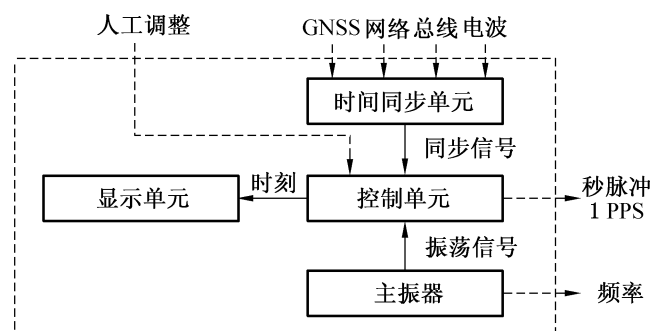 人工调整
GNSS 网络 总线 电波
时间同步单元
同步信号
显示单元
时刻
控制单元
秒脉冲
1 PPS
振荡信号
主振器
频率